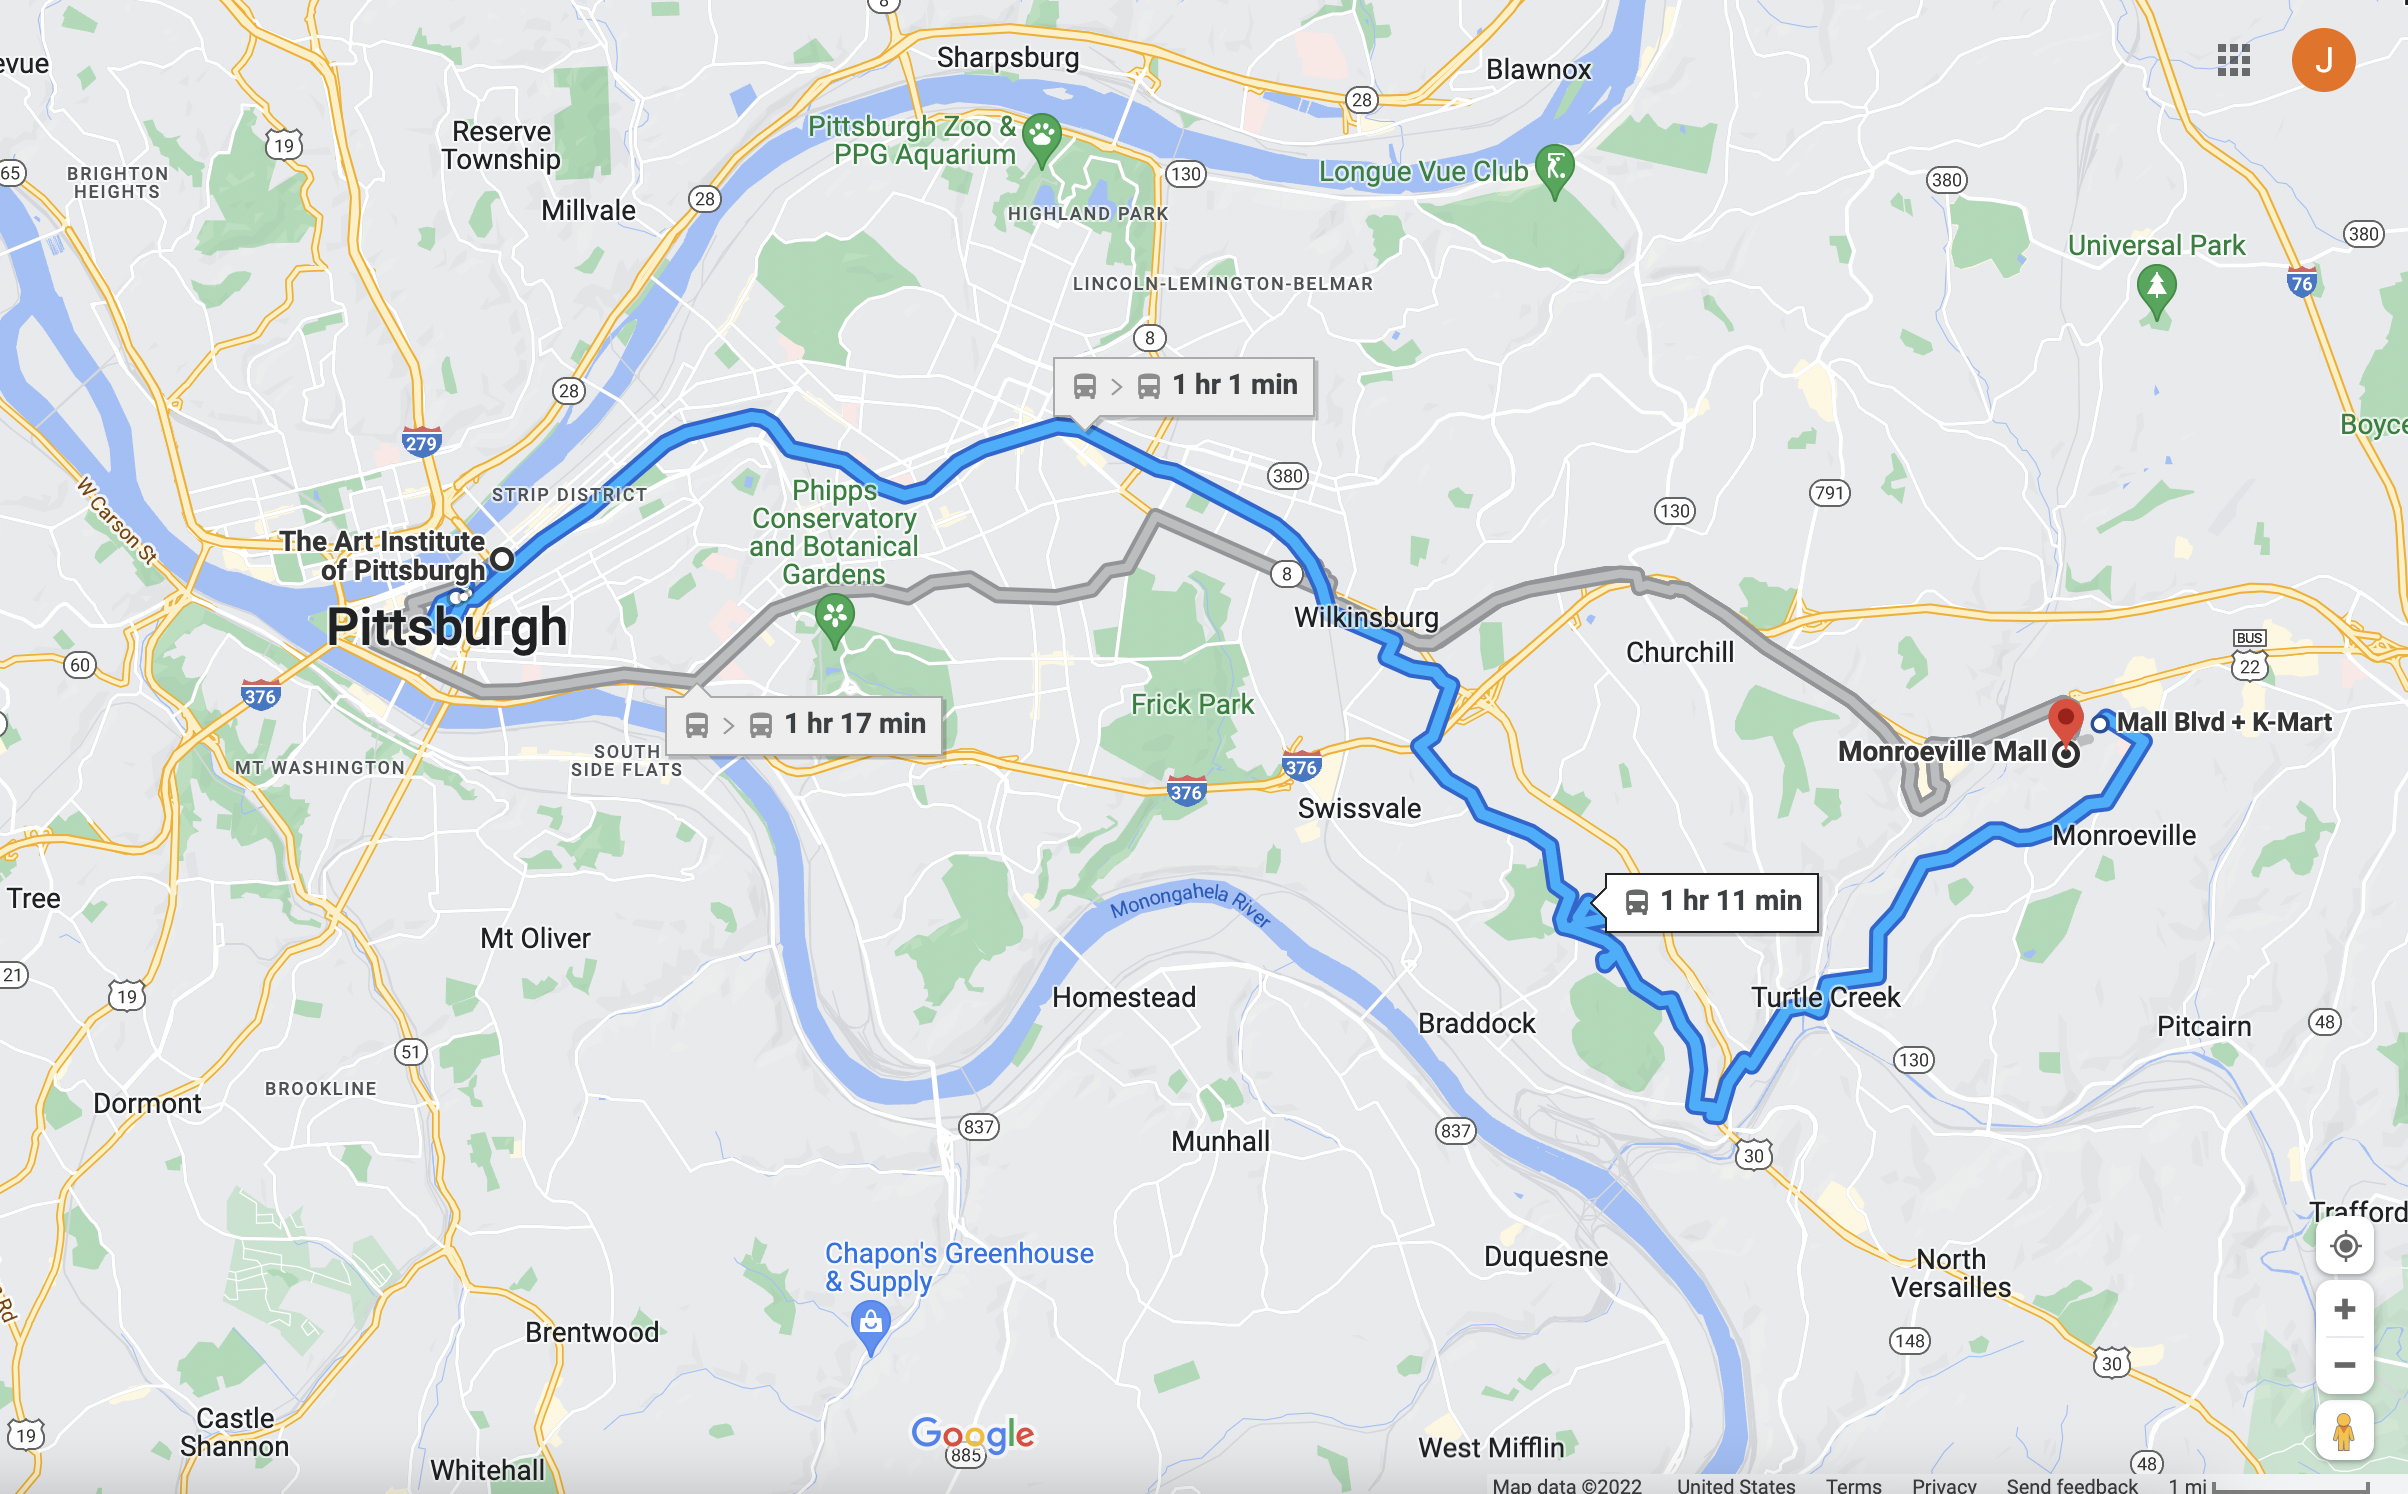 8
Sharpsburg
evue
Blawnox
J
28
Reserve
Township
Pittsburgh Zoo &
PPG Aquarium
19
65
BRIGHTON
HEIGHTS
130
Longue Vue Club
380
28
Millvale
HIGHLAND PARK
380
Universal Park
LINCOLN-LEMINGTON-BELMAR
76
8
28
1 hr 1 min
Boyce
279
W Carson St
STRIP DISTRICT
380
Phipps
Conservatory
and Botanical
Gardens
791
130
The Art Institute
of Pittsburgh
8
Pittsburgh
Wilkinsburg
Churchill
BUS
22
60
376
Frick Park
1 hr 17 min
Mall Blvd + K-Mart
Monroeville Mall
SOUTH
SIDE FLATS
MT WASHINGTON
376
376
Swissvale
Monroeville
Tree
Monongahela River
1 hr 11 min
Mt Oliver
21
19
Homestead
Turtle Creek
Braddock
Pitcairn
48
51
130
BROOKLINE
Dormont
837
837
Munhall
30
Trafford
Chapon's Greenhouse
& Supply
Duquesne
North
Versailles
Rd
Brentwood
148
30
Castle
Shannon
19
Google
885
West Mifflin
Whitehall
48
Map data ©2022 United States Terms Privacy Send feedback 1 mi